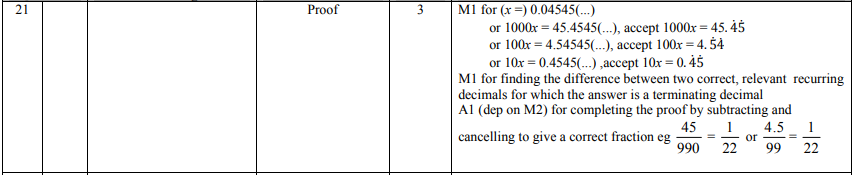 21 Proof 3 M1 for (x =) 0.04545(...)
or 1000x = 45.4545(...), accept 1000x = 45.4̇5̇
or 100x = 4.54545(...), accept 100x = 4.5̇4̇
or 10x = 0.4545(...) ,accept 10x = 0.4̇5̇
M1 for finding the difference between two correct, relevant recurring
decimals for which the answer is a terminating decimal
A1 (dep on M2) for completing the proof by subtracting and
cancelling to give a correct fraction eg 45/990 = 1/22 or 4.5/99 = 1/22